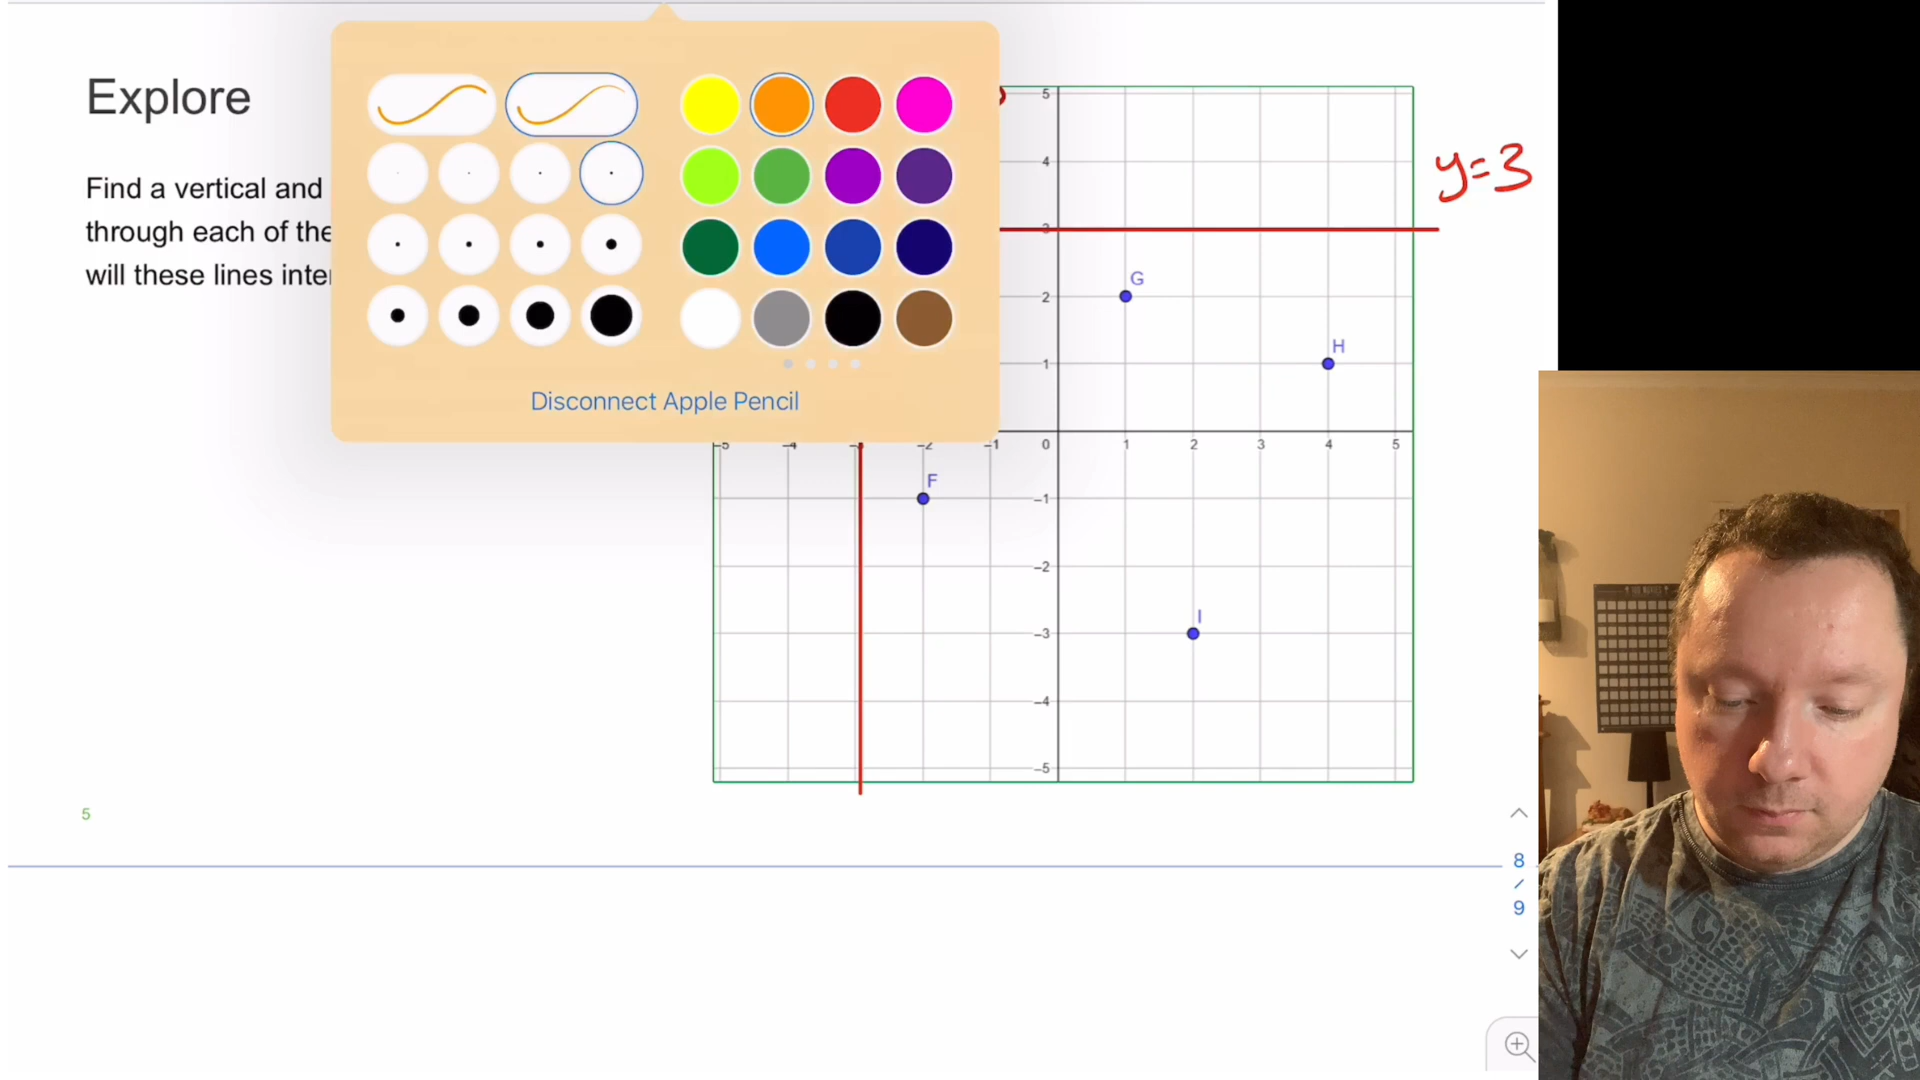 Explore
Find a vertical and
through each of the
will these lines inter
Disconnect Apple Pencil
y=3
5
4
3
2
1
G
H
-5 -4 -3 -2 -1 0 1 2 3 4 5
F
-1
-2
I
-3
-4
-5
5
8
/
9